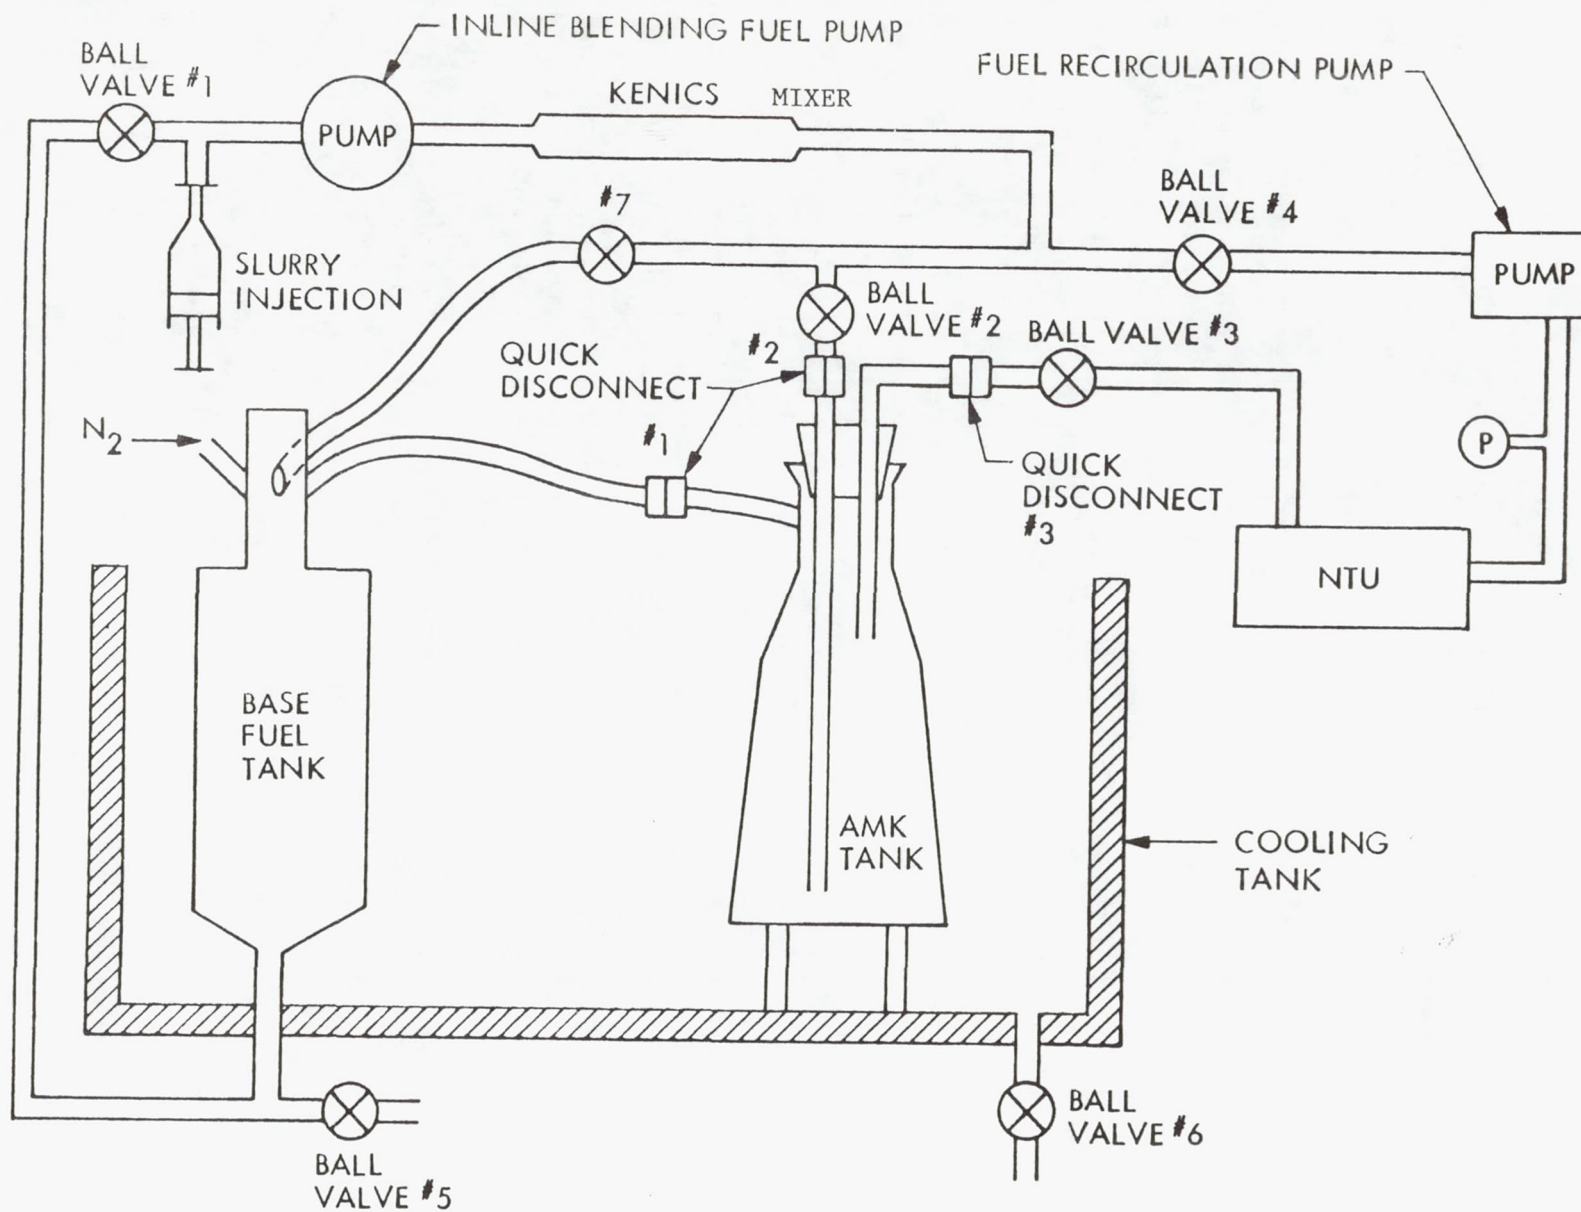 INLINE BLENDING FUEL PUMP
BALL
VALVE #1
FUEL RECIRCULATION PUMP
KENICS MIXER
PUMP
#7
BALL
VALVE #4
SLURRY
INJECTION
PUMP
BALL
VALVE #2
BALL VALVE #3
QUICK
DISCONNECT
#2
#1
N2
P
QUICK
DISCONNECT
#3
NTU
BASE
FUEL
TANK
AMK
TANK
COOLING
TANK
BALL
VALVE #6
BALL
VALVE #5